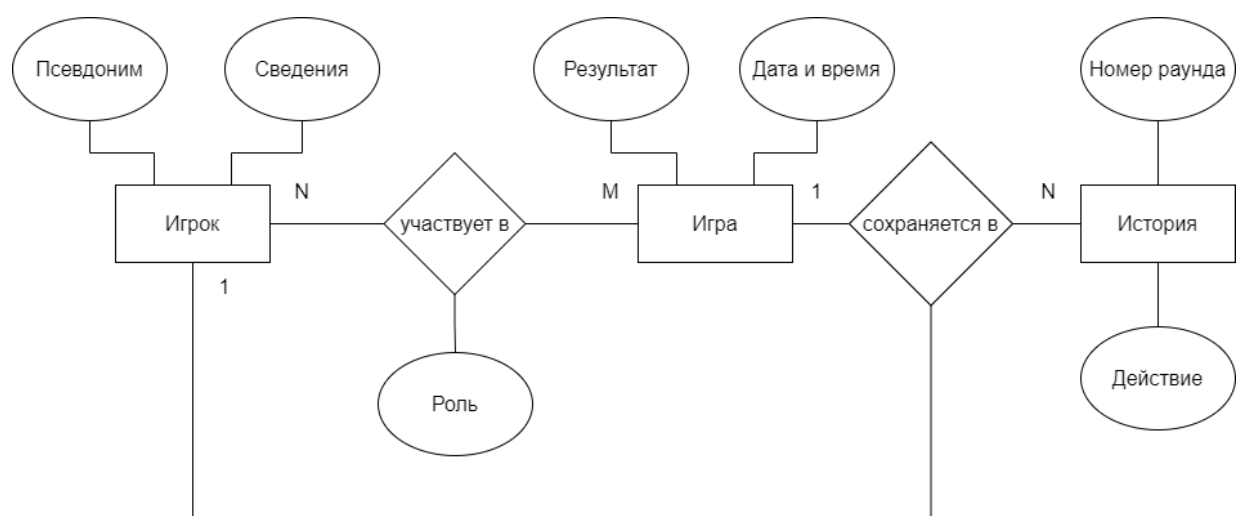 Псевдоним
Сведения
Результат
Дата и время
Номер раунда
Игрок
N
участвует в
M
Игра
1
сохраняется в
N
История
1
Роль
Действие